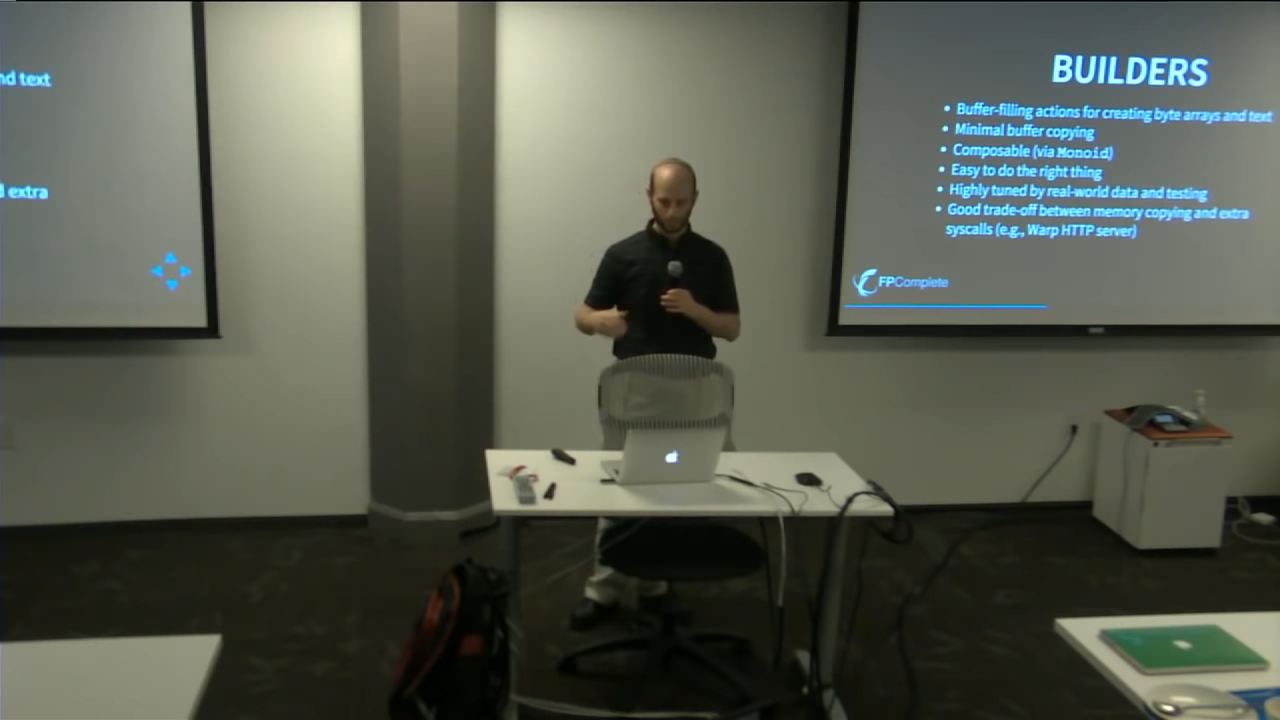 nd text
d extra
BUILDERS
• Buffer-filling actions for creating byte arrays and text
• Minimal buffer copying
• Composable (via Monoid)
• Easy to do the right thing
• Highly tuned by real-world data and testing
• Good trade-off between memory copying and extra
syscalls (e.g., Warp HTTP server)
FPComplete